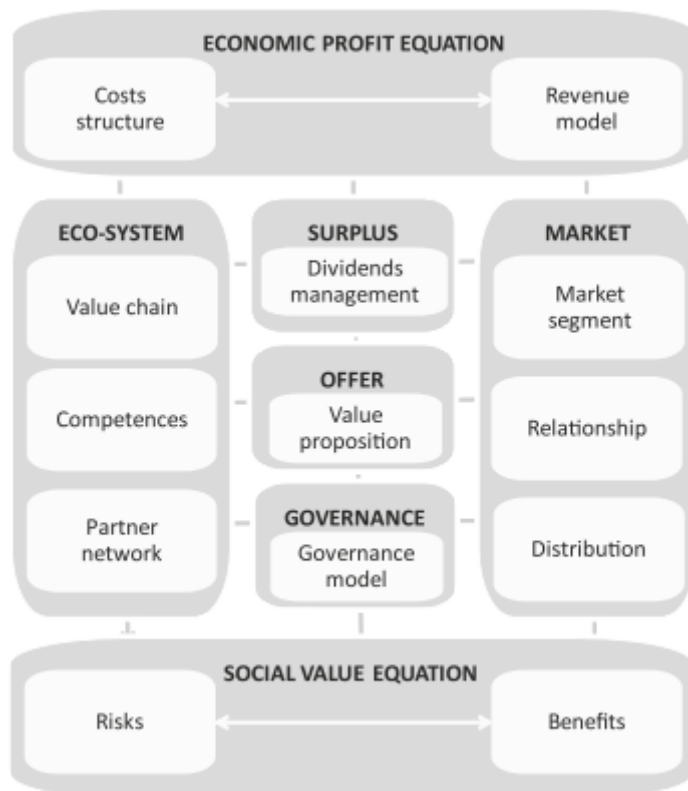 ECONOMIC PROFIT EQUATION
Costs
structure
Revenue
model
ECO-SYSTEM
Value chain
Competences
Partner
network
SURPLUS
Dividends
management
OFFER
Value
proposition
GOVERNANCE
Governance
model
MARKET
Market
segment
Relationship
Distribution
SOCIAL VALUE EQUATION
Risks
Benefits